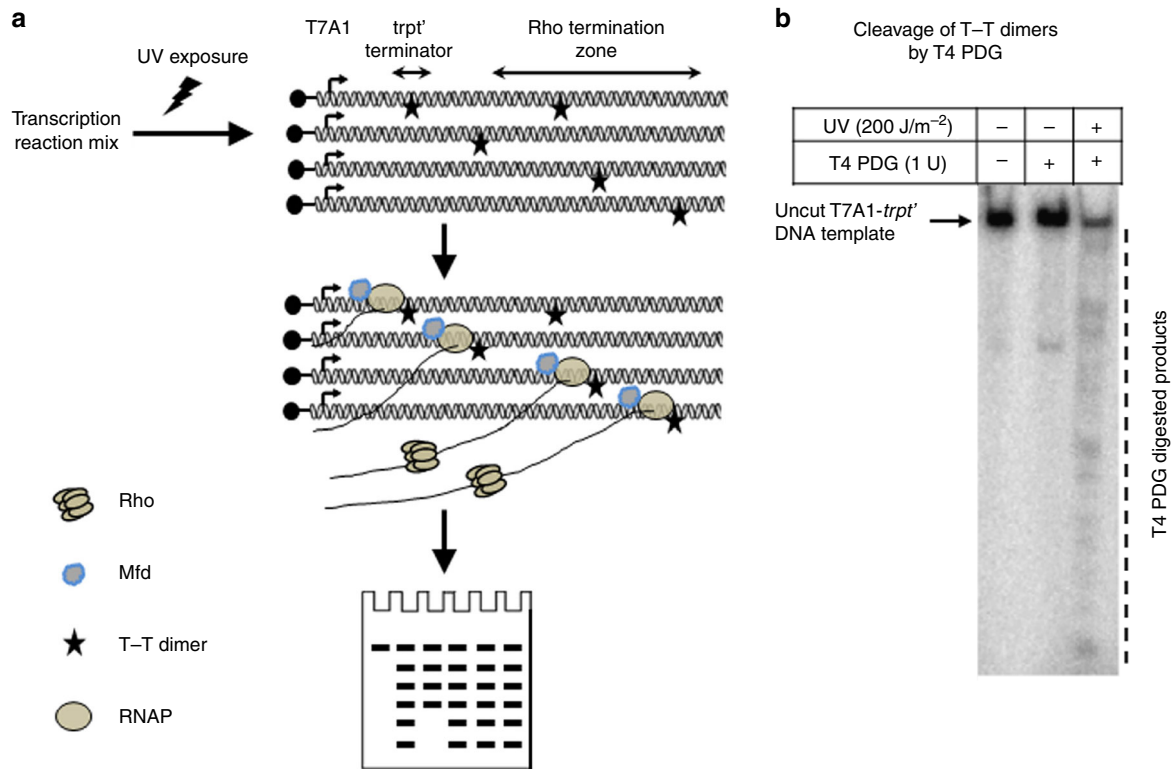 a
UV exposure
Transcription
reaction mix
T7A1
trpt'
terminator
Rho termination
zone
Rho
Mfd
T–T dimer
RNAP
b
Cleavage of T–T dimers
by T4 PDG
UV (200 J/m⁻²) – – +
T4 PDG (1 U) – + +
Uncut T7A1-trpt'
DNA template
T4 PDG digested products